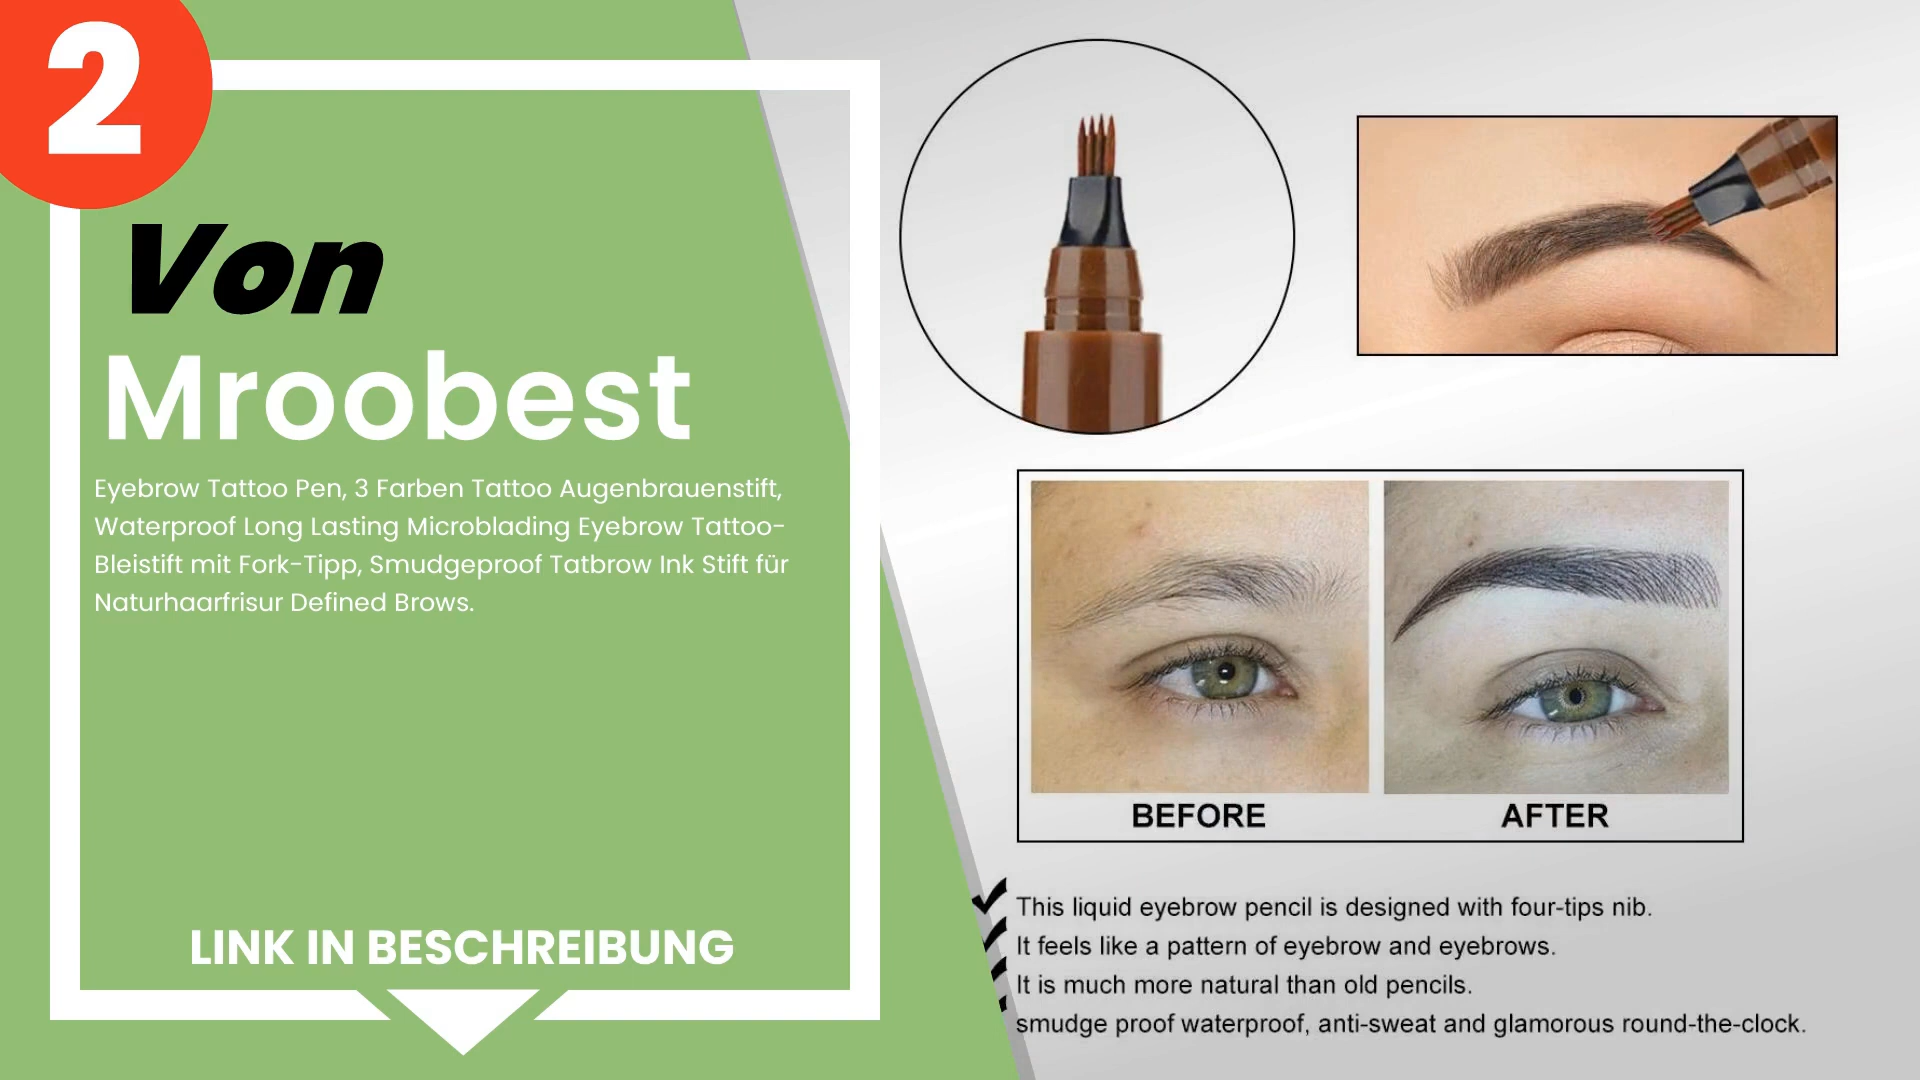 2
Von
Mroobest
Eyebrow Tattoo Pen, 3 Farben Tattoo Augenbrauenstift,
Waterproof Long Lasting Microblading Eyebrow Tattoo-
Bleistift mit Fork-Tipp, Smudgeproof Tatbrow Ink Stift für
Naturhaarfrisur Defined Brows.
LINK IN BESCHREIBUNG
BEFORE
AFTER
This liquid eyebrow pencil is designed with four-tips nib.
It feels like a pattern of eyebrow and eyebrows.
It is much more natural than old pencils.
smudge proof waterproof, anti-sweat and glamorous round-the-clock.